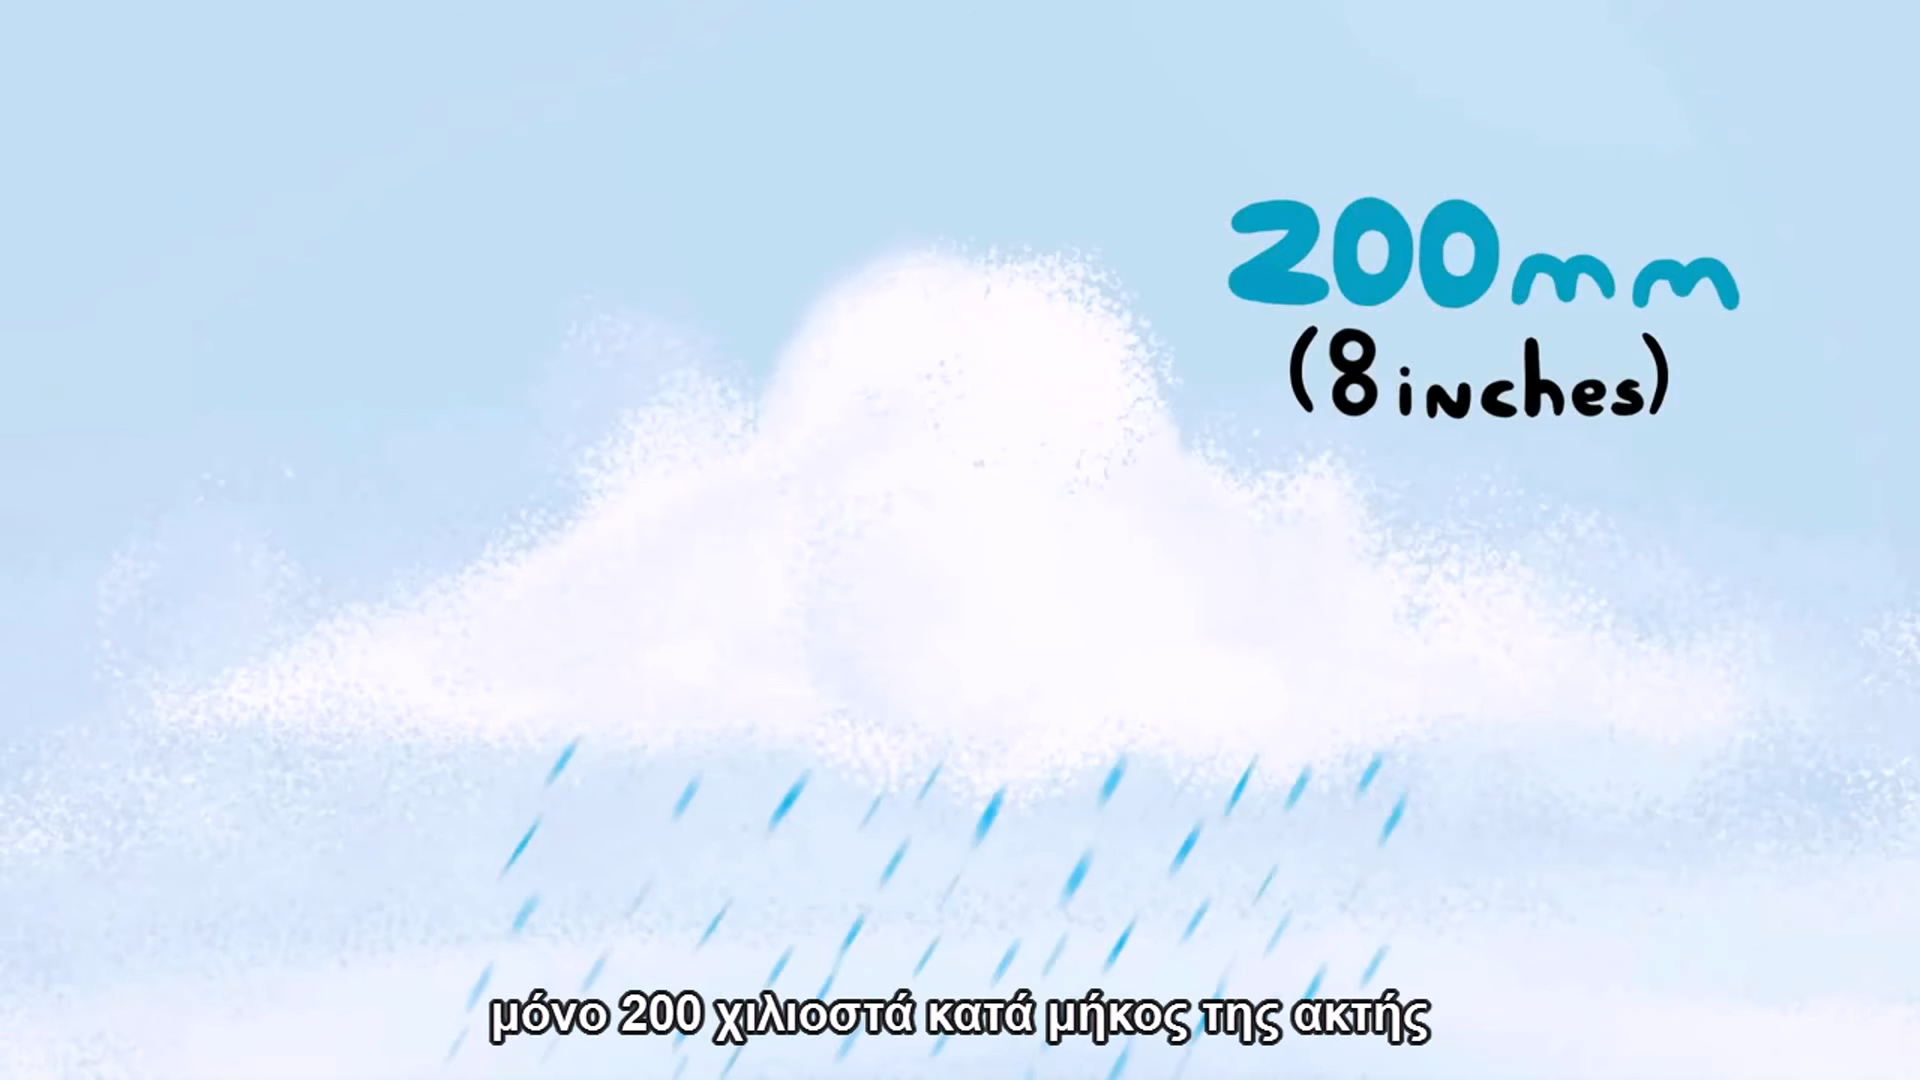 200mm
(8 inches)
μόνο 200 χιλιοστά κατά μήκος της ακτής